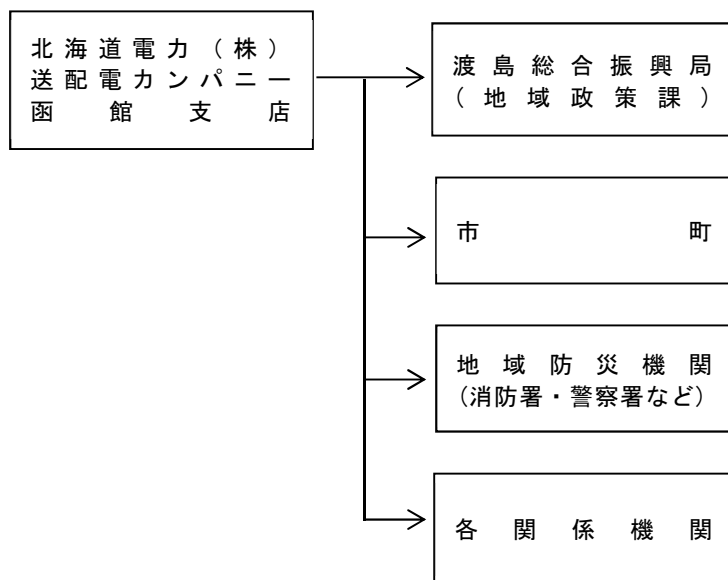 北海道電力（株）
送配電カンパニー
函館支店
渡島総合振興局
（地域政策課）
市町
地域防災機関
（消防署・警察署など）
各関係機関